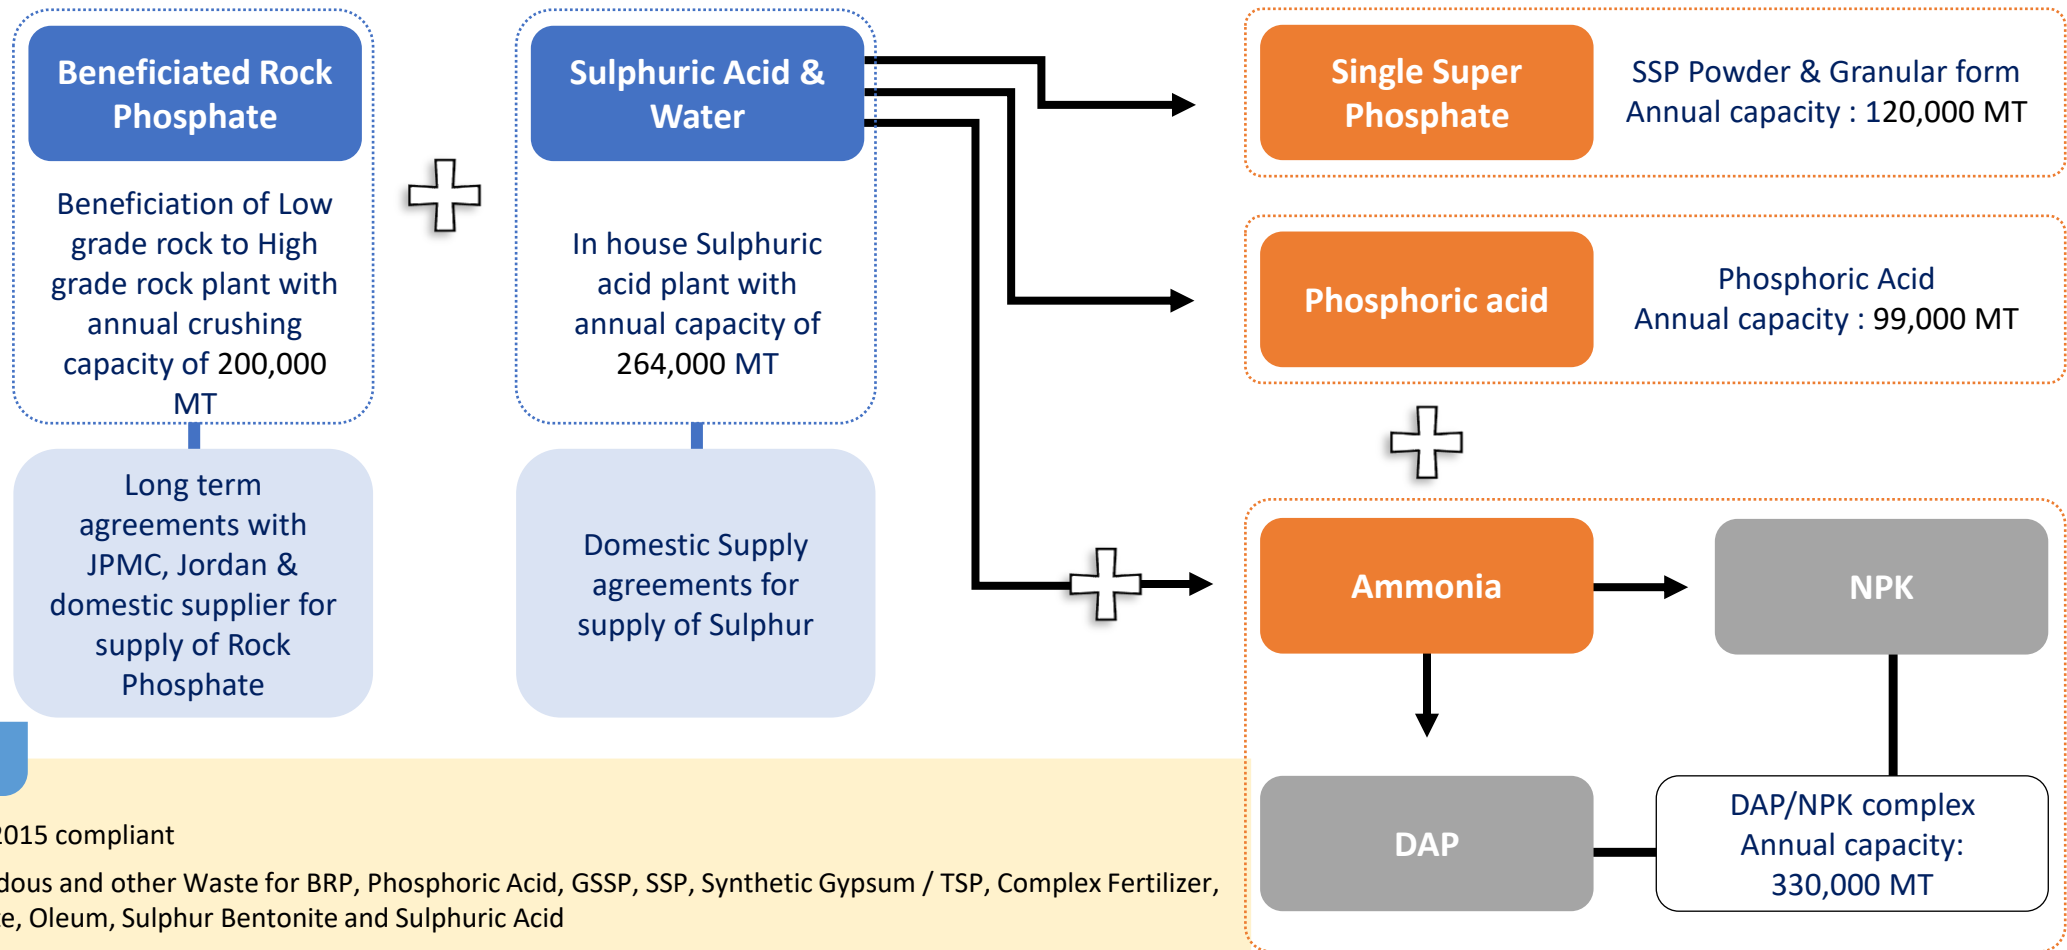 Beneficiated Rock
Phosphate
Beneficiation of Low
grade rock to High
grade rock plant with
annual crushing
capacity of 200,000
MT
Long term
agreements with
JPMC, Jordan &
domestic supplier for
supply of Rock
Phosphate
Sulphuric Acid &
Water
In house Sulphuric
acid plant with
annual capacity of
264,000 MT
Domestic Supply
agreements for
supply of Sulphur
Single Super
Phosphate
SSP Powder & Granular form
Annual capacity : 120,000 MT
Phosphoric acid
Phosphoric Acid
Annual capacity : 99,000 MT
Ammonia
NPK
DAP
DAP/NPK complex
Annual capacity:
330,000 MT
2015 compliant
dous and other Waste for BRP, Phosphoric Acid, GSSP, SSP, Synthetic Gypsum / TSP, Complex Fertilizer,
Oleum, Sulphur Bentonite and Sulphuric Acid